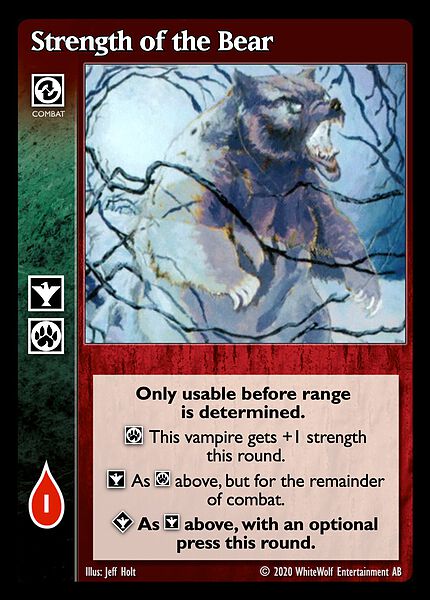 Strength of the Bear
COMBAT
Only usable before range
is determined.
This vampire gets +1 strength
this round.
As above, but for the remainder
of combat.
As above, with an optional
press this round.
1
Illus: Jeff Holt © 2020 WhiteWolf Entertainment AB